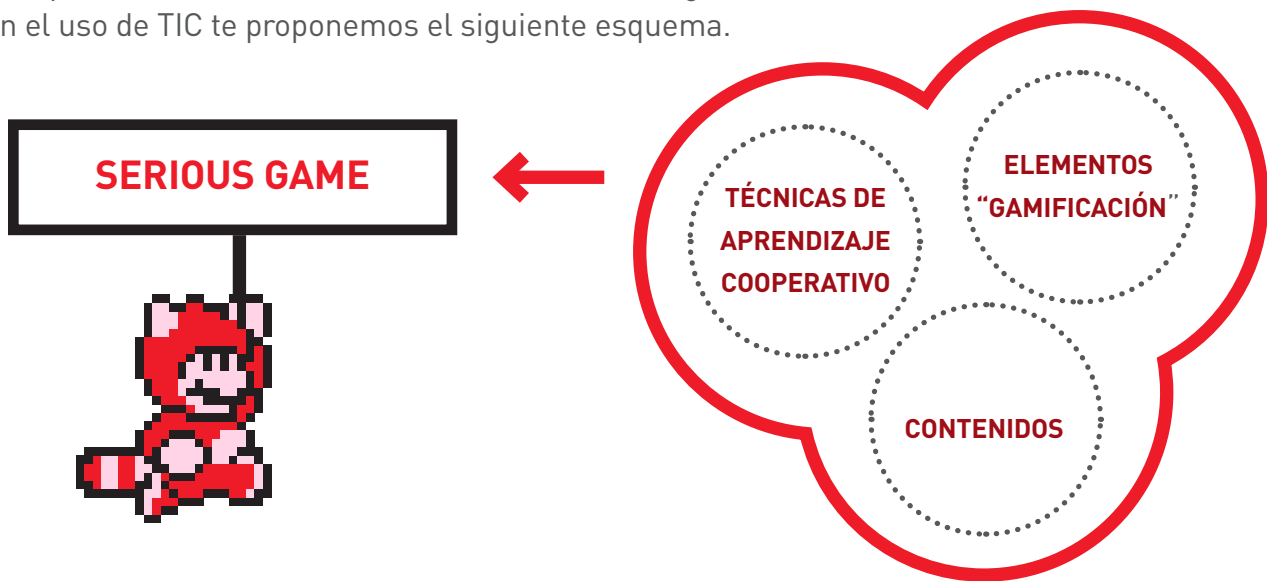 n el uso de TIC te proponemos el siguiente esquema.
SERIOUS GAME
TÉCNICAS DE
APRENDIZAJE
COOPERATIVO
ELEMENTOS
“GAMIFICACIÓN”
CONTENIDOS